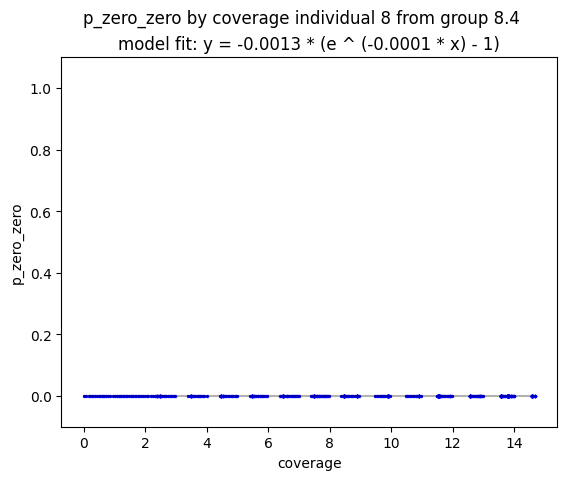 p_zero_zero by coverage individual 8 from group 8.4
model fit: y = -0.0013 * (e ^ (-0.0001 * x) - 1)
1.0
0.8
0.6
0.4
0.2
0.0
p_zero_zero
0 2 4 6 8 10 12 14
coverage